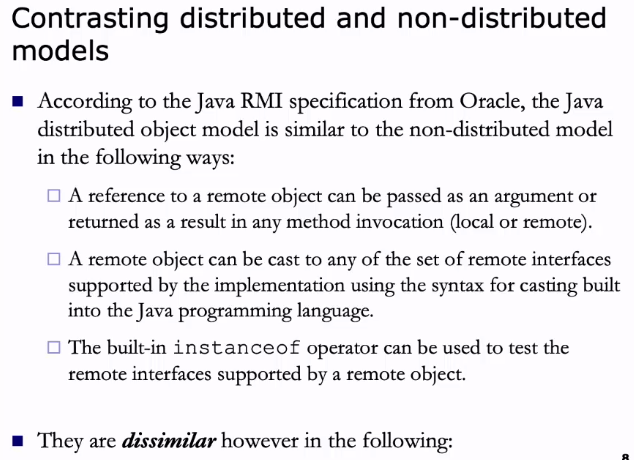 Contrasting distributed and non-distributed
models
According to the Java RMI specification from Oracle, the Java
distributed object model is similar to the non-distributed model
in the following ways:
A reference to a remote object can be passed as an argument or
returned as a result in any method invocation (local or remote).
A remote object can be cast to any of the set of remote interfaces
supported by the implementation using the syntax for casting built
into the Java programming language.
The built-in instanceof operator can be used to test the
remote interfaces supported by a remote object.
They are dissimilar however in the following:
8